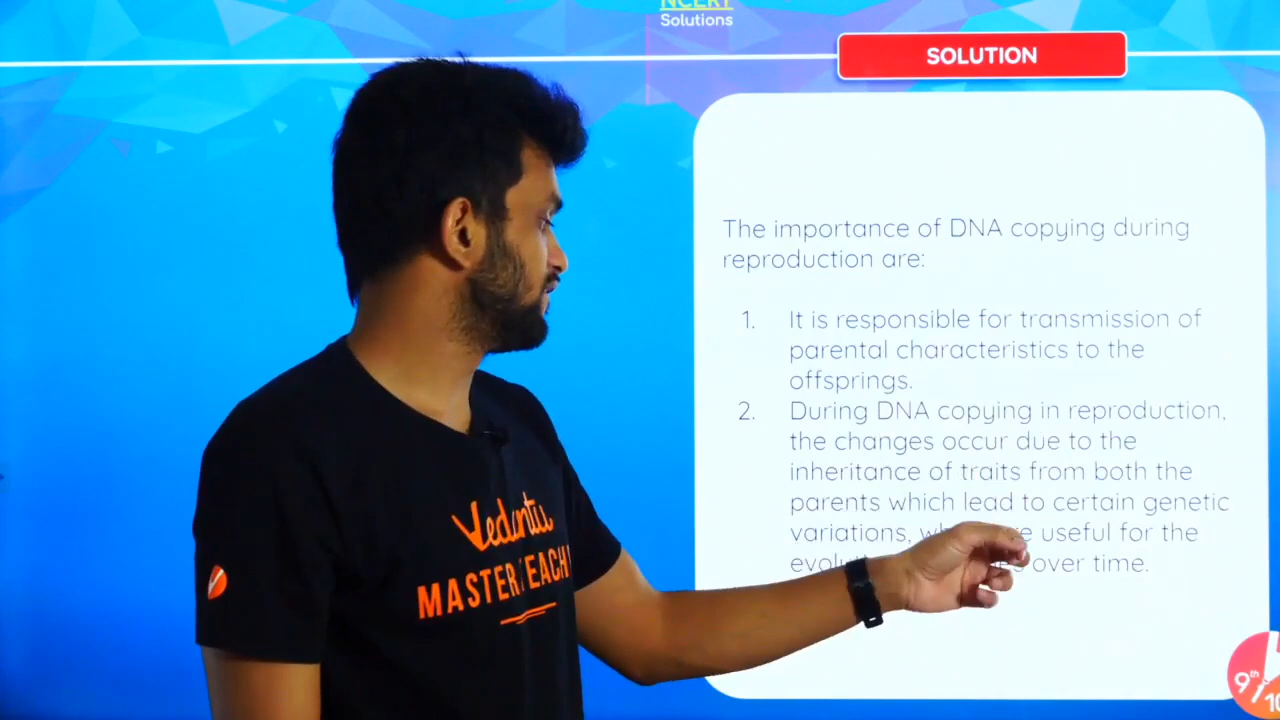 NCERT
Solutions
SOLUTION
The importance of DNA copying during
reproduction are:
1. It is responsible for transmission of
parental characteristics to the
offsprings.
2. During DNA copying in reproduction,
the changes occur due to the
inheritance of traits from both the
parents which lead to certain genetic
variations, useful for the
over time.
Vedantu
MASTER TEACH
9th/10